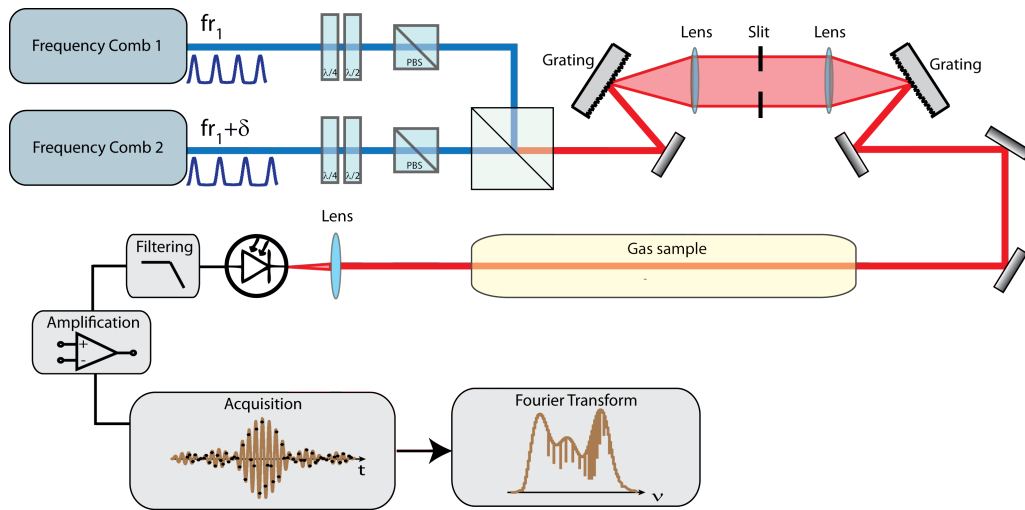 Frequency Comb 1
fr₁
λ/4
λ/2
PBS
Grating
Lens
Slit
Lens
Grating
Frequency Comb 2
fr₁+δ
λ/4
λ/2
PBS
Lens
Gas sample
-
Filtering
Amplification
+
-
Acquisition
t
Fourier Transform
ν